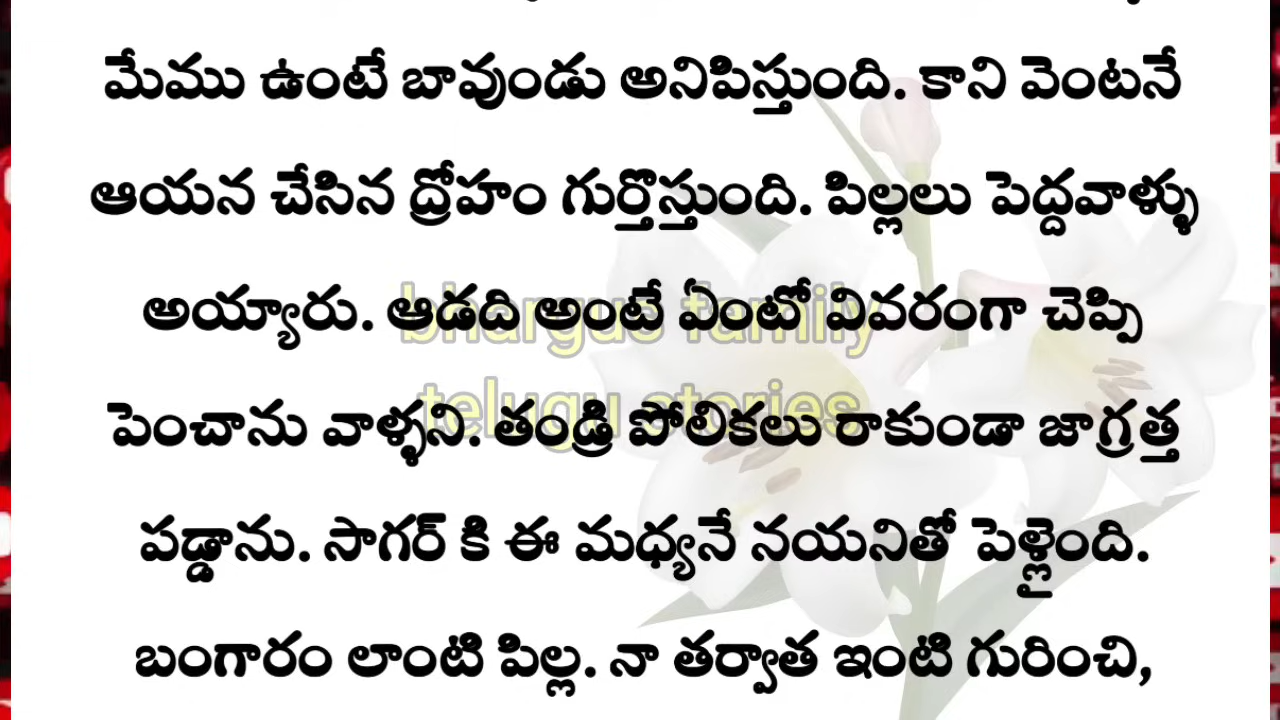 మేము ఉంటే బావుండు అనిపిస్తుంది. కాని వెంటనే
ఆయన చేసిన ద్రోహం గుర్తొస్తుంది. పిల్లలు పెద్దవాళ్ళు
అయ్యారు. ఆడది అంటే ఏంటో వివరంగా చెప్పి
bhargus family
పెంచాను వాళ్ళని. తండ్రి పోలికలు రాకుండా జాగ్రత్త
telugu stories
పడ్డాను. సాగర్ కి ఈ మధ్యనే నయనితో పెళ్లైంది.
బంగారం లాంటి పిల్ల. నా తర్వాత ఇంటి గురించి,